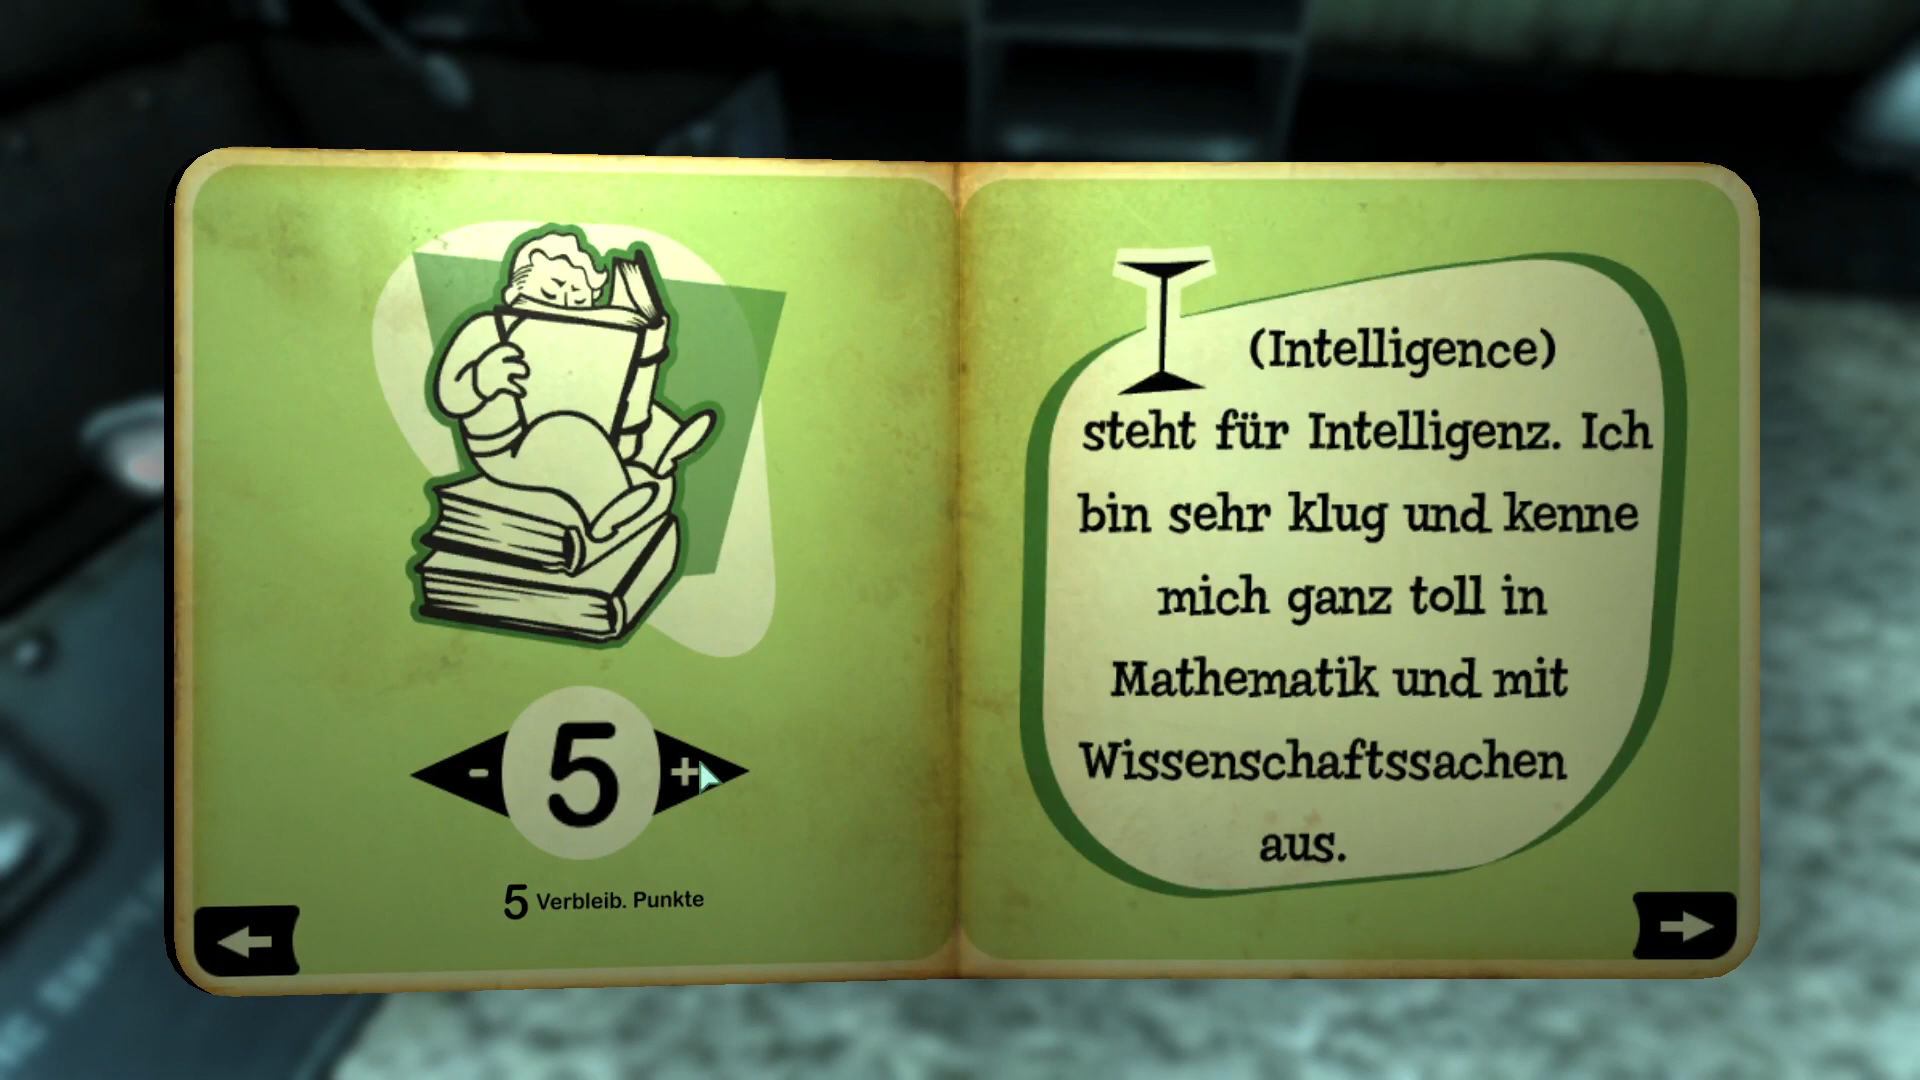 - 5 +
5 Verbleib. Punkte
I (Intelligence)
steht für Intelligenz. Ich
bin sehr klug und kenne
mich ganz toll in
Mathematik und mit
Wissenschaftssachen
aus.